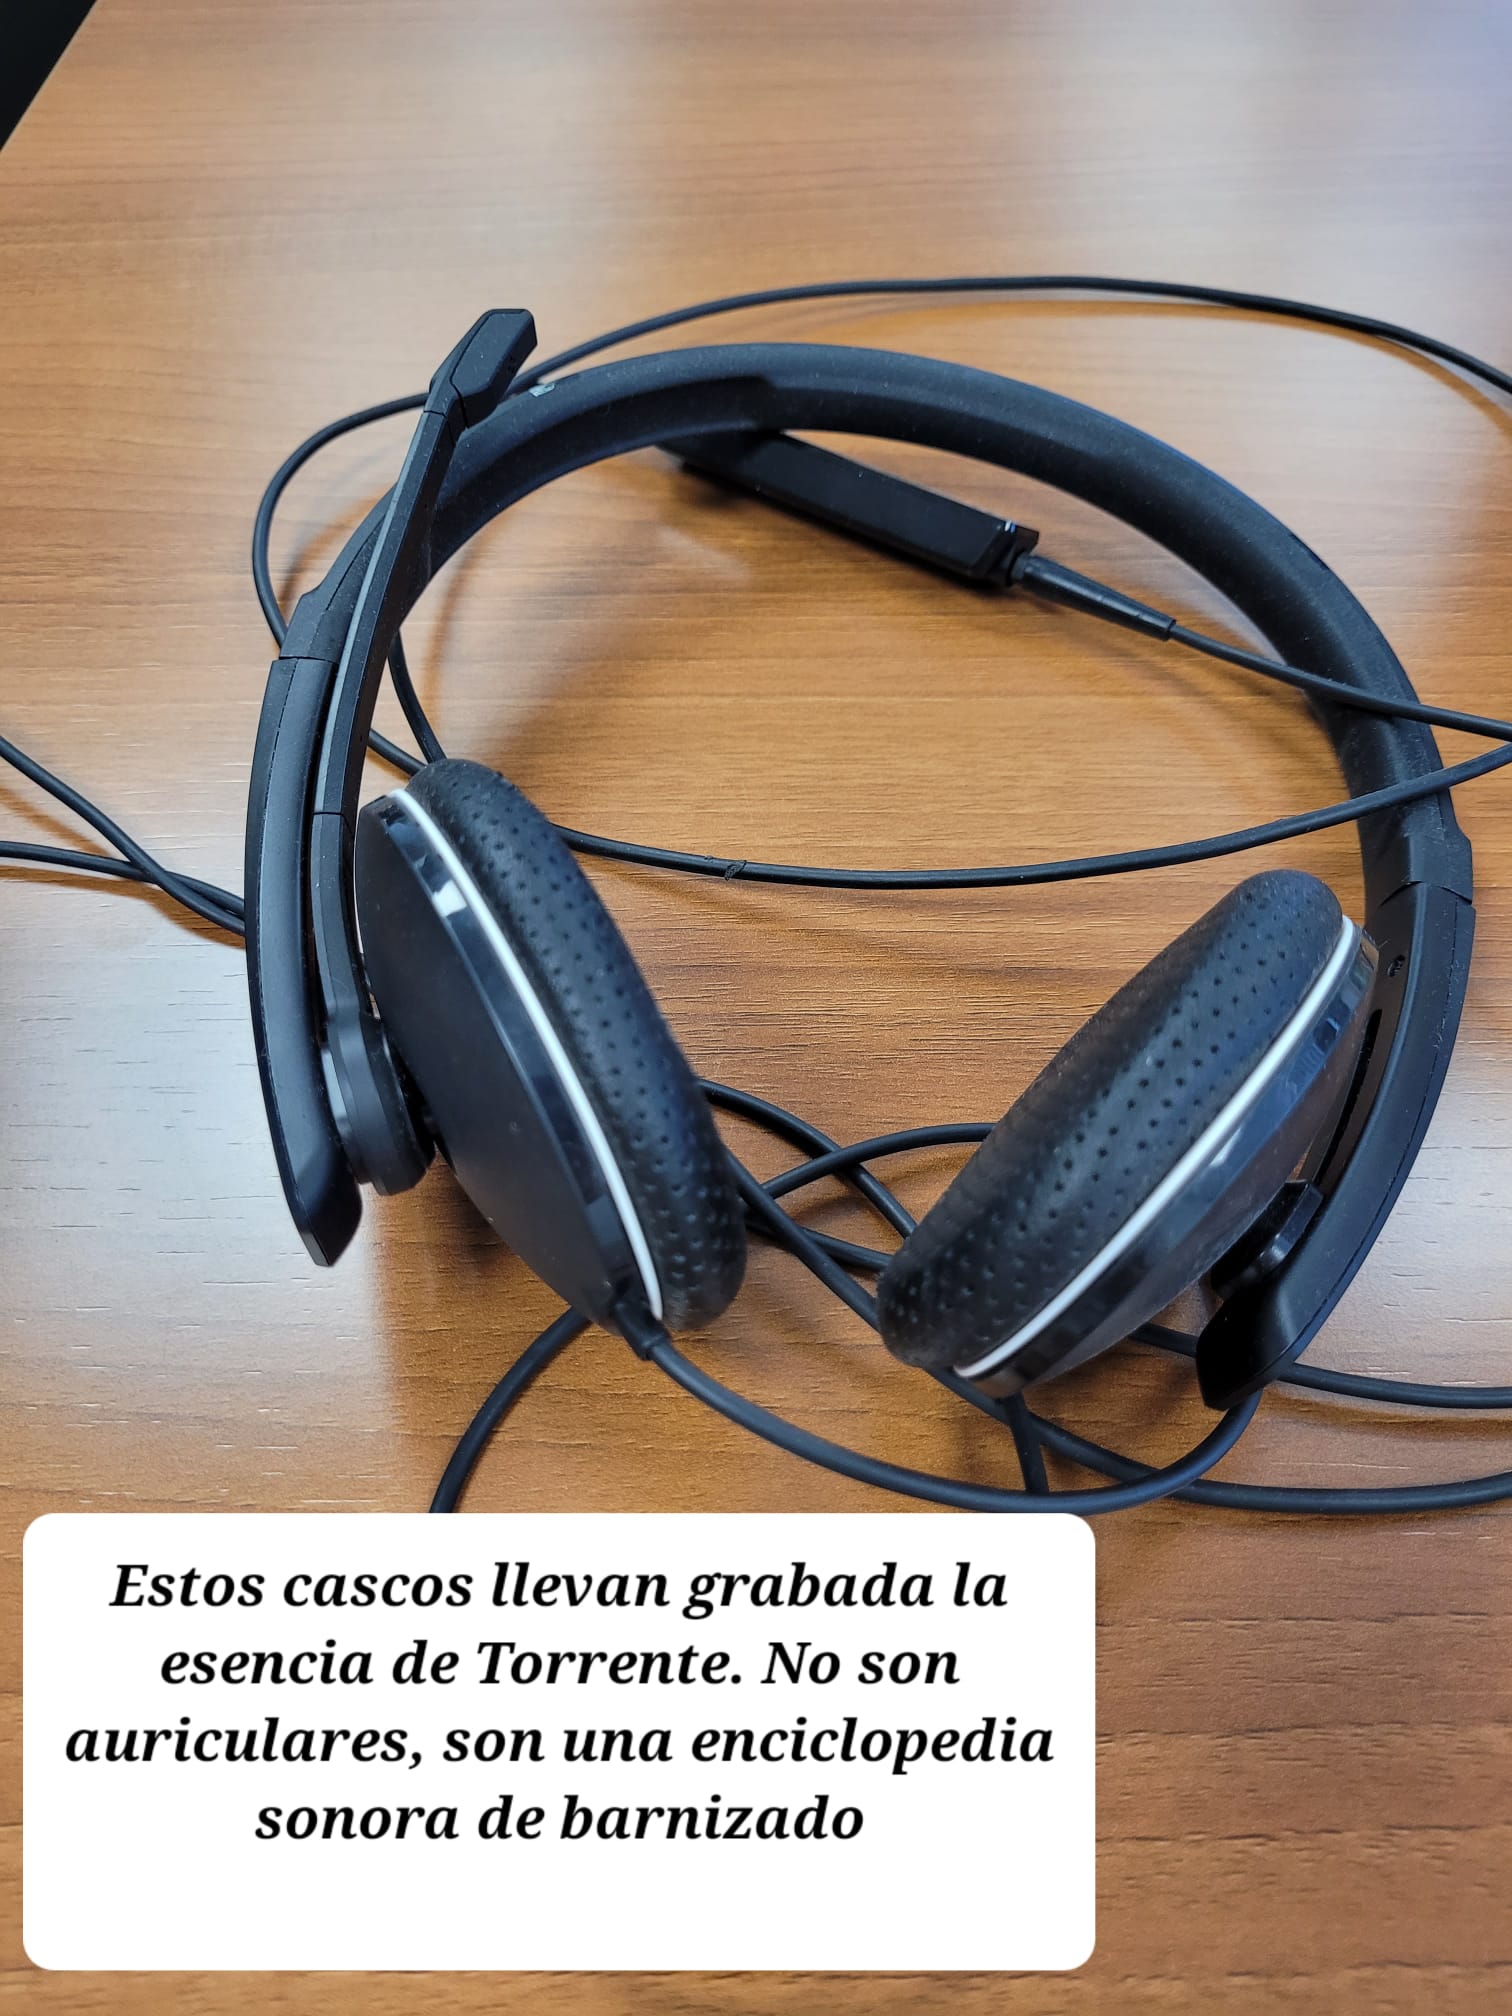 Estos cascos llevan grabada la
esencia de Torrente. No son
auriculares, son una enciclopedia
sonora de barnizado